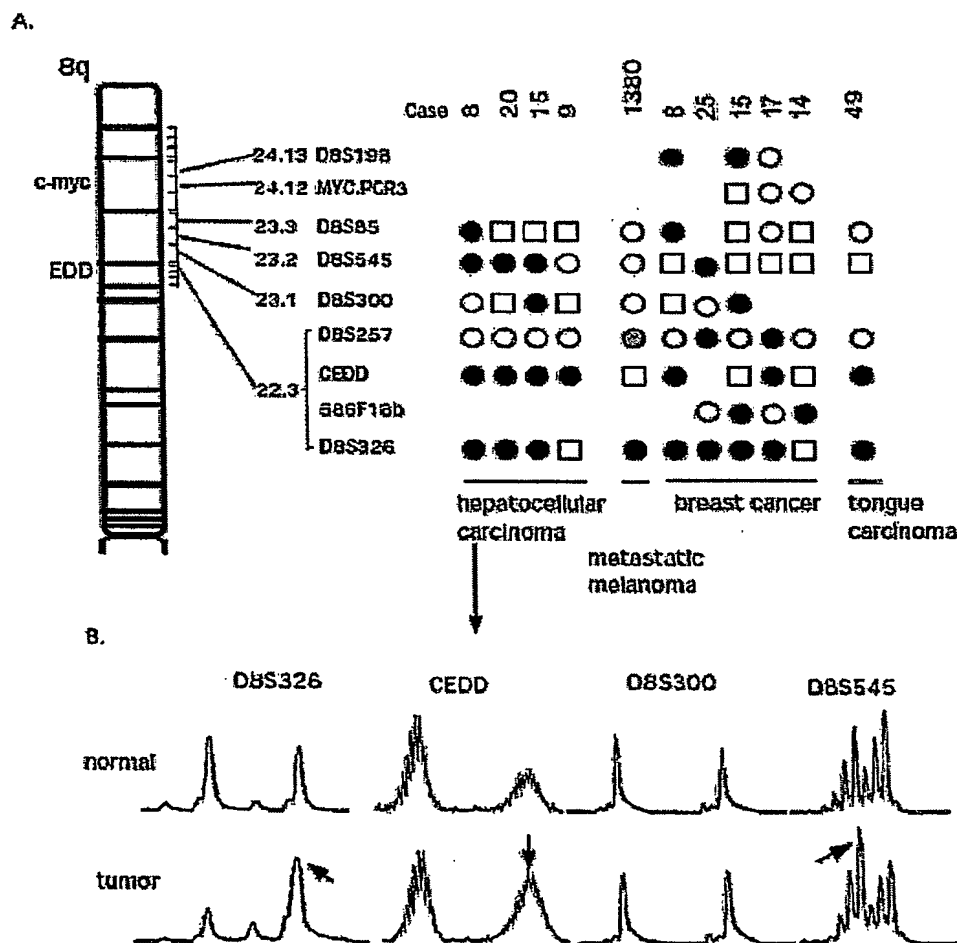 A.
8q
Case 8 20 15 9 1380 8 25 15 17 14 49
24.13 D8S198
c-myc
24.12 MYC.PCR3
23.3 D8S85
23.2 D8S545
EDD
23.1 D8S300
D8S257
CEDD
22.3
586F18b
D8S326
hepatocellular carcinoma
breast cancer
tongue carcinoma
metastatic melanoma
B.
D8S326 CEDD D8S300 D8S545
normal
tumor